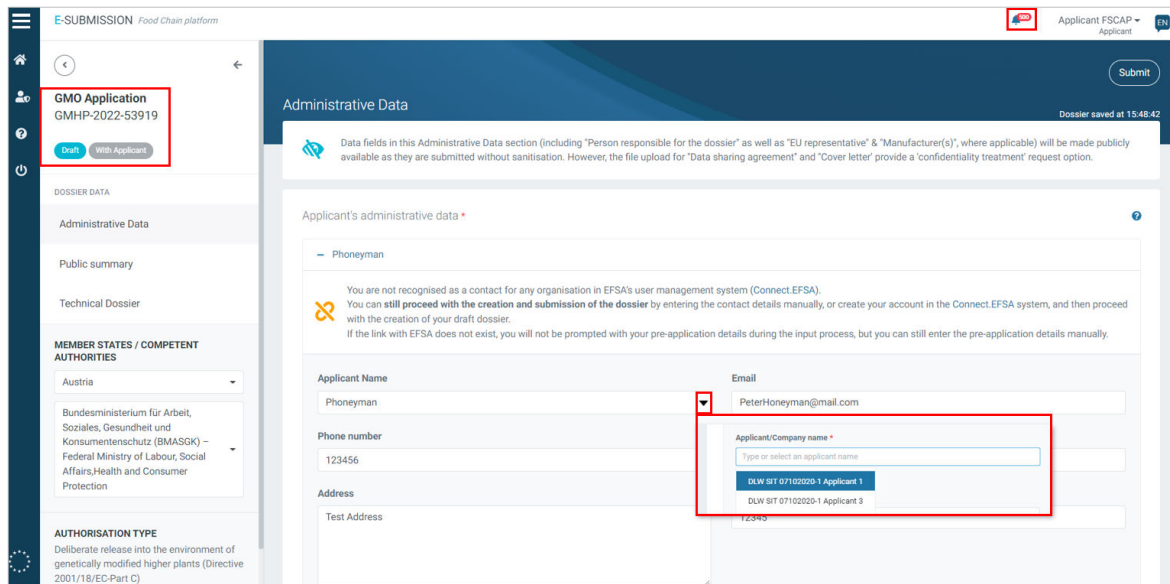 E-SUBMISSION Food Chain platform
500
Applicant FSCAP
Applicant
EN
GMO Application
GMHP-2022-53919
Draft
With Applicant
DOSSIER DATA
Administrative Data
Public summary
Technical Dossier
MEMBER STATES / COMPETENT
AUTHORITIES
Austria
Bundesministerium für Arbeit,
Soziales, Gesundheit und
Konsumentenschutz (BMASGK) –
Federal Ministry of Labour, Social
Affairs,Health and Consumer
Protection
AUTHORISATION TYPE
Deliberate release into the environment of
genetically modified higher plants (Directive
2001/18/EC-Part C)
Submit
Administrative Data
Dossier saved at 15:48:42
Data fields in this Administrative Data section (including "Person responsible for the dossier" as well as "EU representative" & "Manufacturer(s)", where applicable) will be made publicly
available as they are submitted without sanitisation. However, the file upload for "Data sharing agreement" and "Cover letter' provide a 'confidentiality treatment' request option.
Applicant's administrative data *
– Phoneyman
You are not recognised as a contact for any organisation in EFSA's user management system (Connect.EFSA).
You can still proceed with the creation and submission of the dossier by entering the contact details manually, or create your account in the Connect.EFSA system, and then proceed
with the creation of your draft dossier.
If the link with EFSA does not exist, you will not be prompted with your pre-application details during the input process, but you can still enter the pre-application details manually.
Applicant Name
Phoneyman
Email
PeterHoneyman@mail.com
Phone number
123456
Address
Test Address
Applicant/Company name *
Type or select an applicant name
DLW SIT 07102020-1 Applicant 1
DLW SIT 07102020-1 Applicant 3
12345